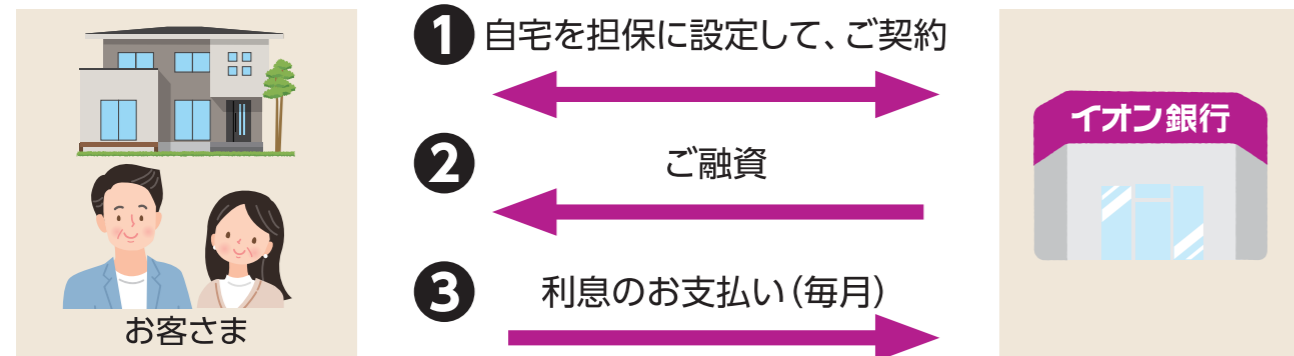 ❶ 自宅を担保に設定して、ご契約
イオン銀行
❷ ご融資
❸ 利息のお支払い（毎月）
お客さま